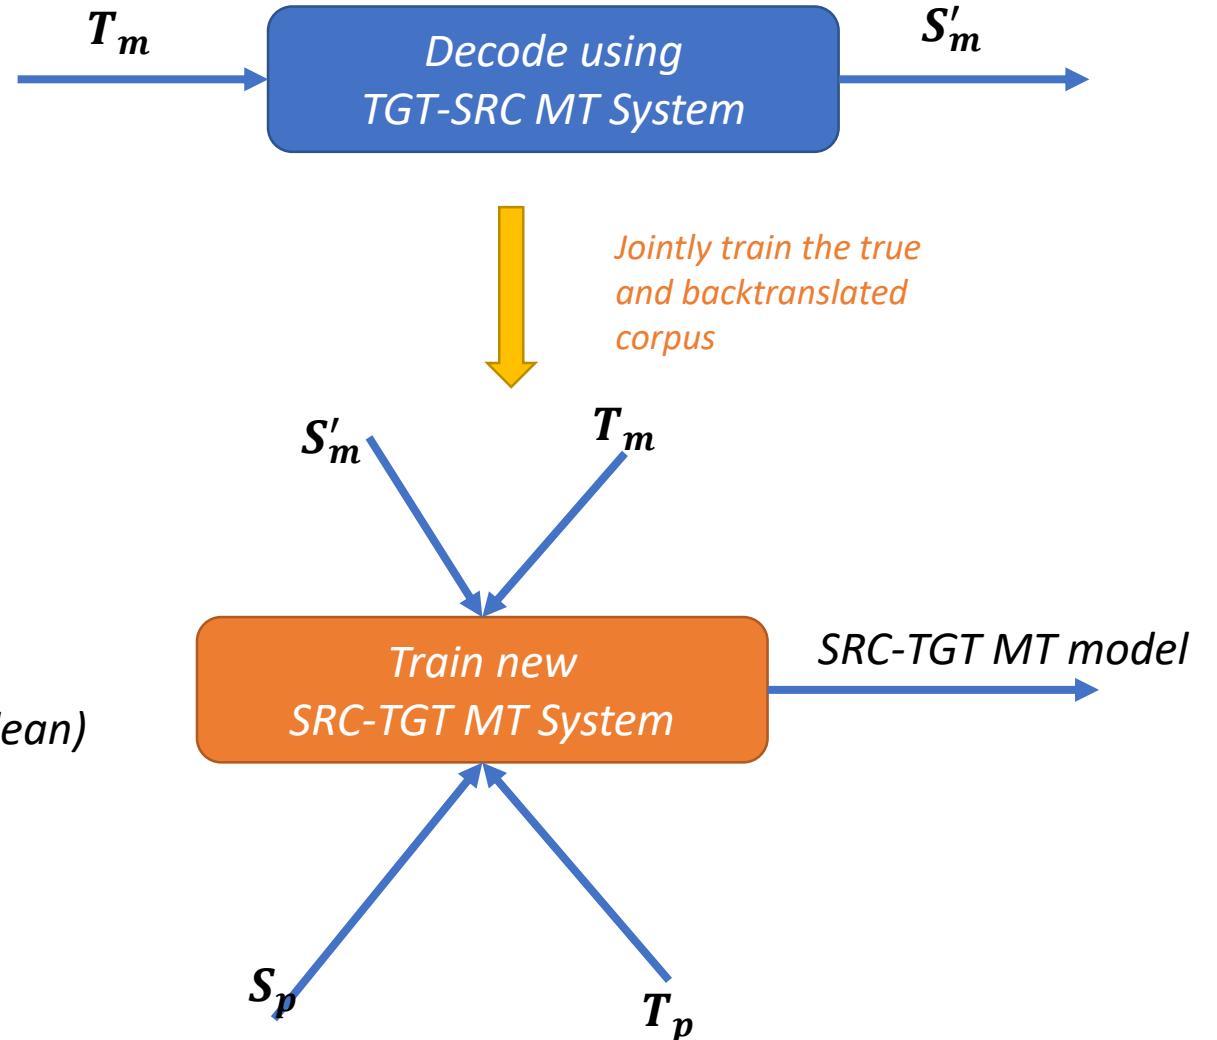 T_m
S′_m
Decode using
TGT-SRC MT System
Jointly train the true
and backtranslated
corpus
S′_m
T_m
Train new
SRC-TGT MT System
SRC-TGT MT model
ean)
S_p
T_p